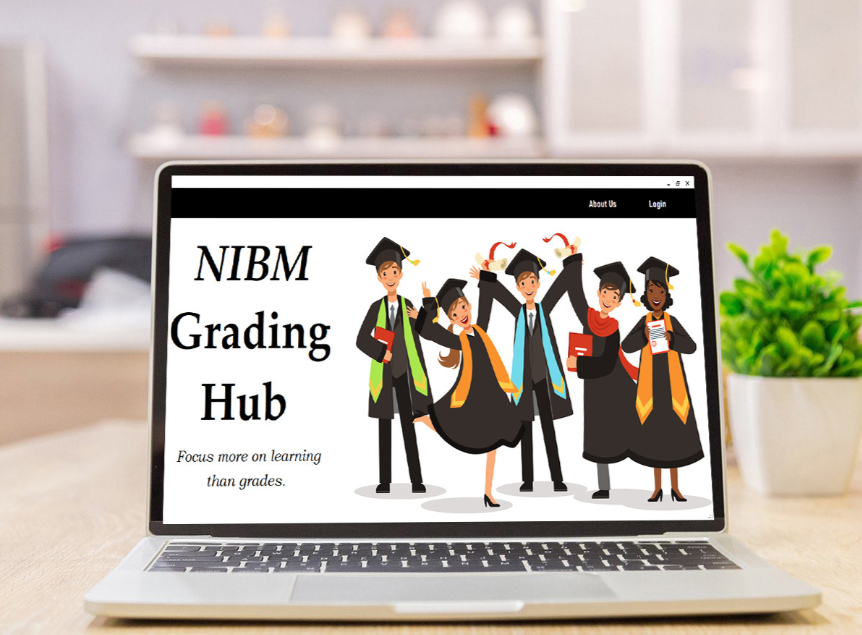 About Us Login
NIBM
Grading
Hub
Focus more on learning
than grades.